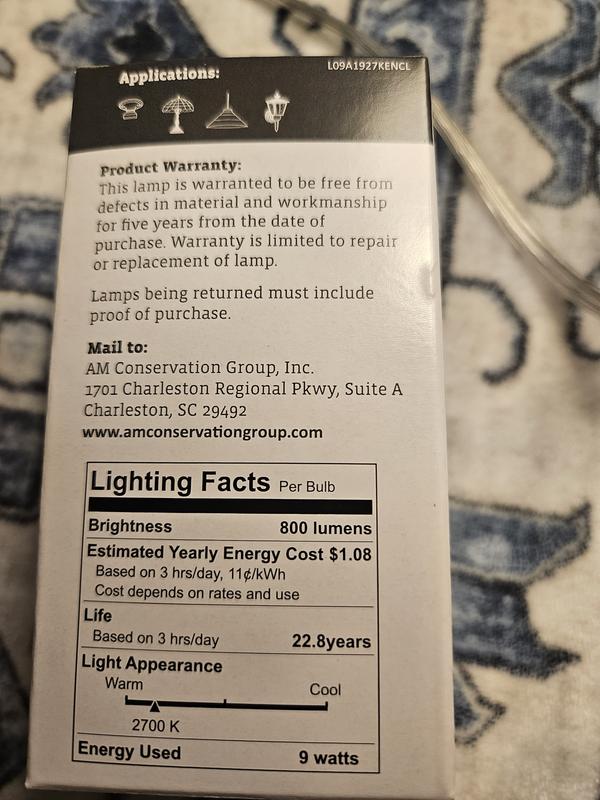 Applications:
L09A1927KENCL
Product Warranty:
This lamp is warranted to be free from
defects in material and workmanship
for five years from the date of
purchase. Warranty is limited to repair
or replacement of lamp.
Lamps being returned must include
proof of purchase.
Mail to:
AM Conservation Group, Inc.
1701 Charleston Regional Pkwy, Suite A
Charleston, SC 29492
www.amconservationgroup.com
Lighting Facts Per Bulb
Brightness 800 lumens
Estimated Yearly Energy Cost $1.08
Based on 3 hrs/day, 11¢/kWh
Cost depends on rates and use
Life
Based on 3 hrs/day 22.8years
Light Appearance
Warm Cool
2700 K
Energy Used 9 watts